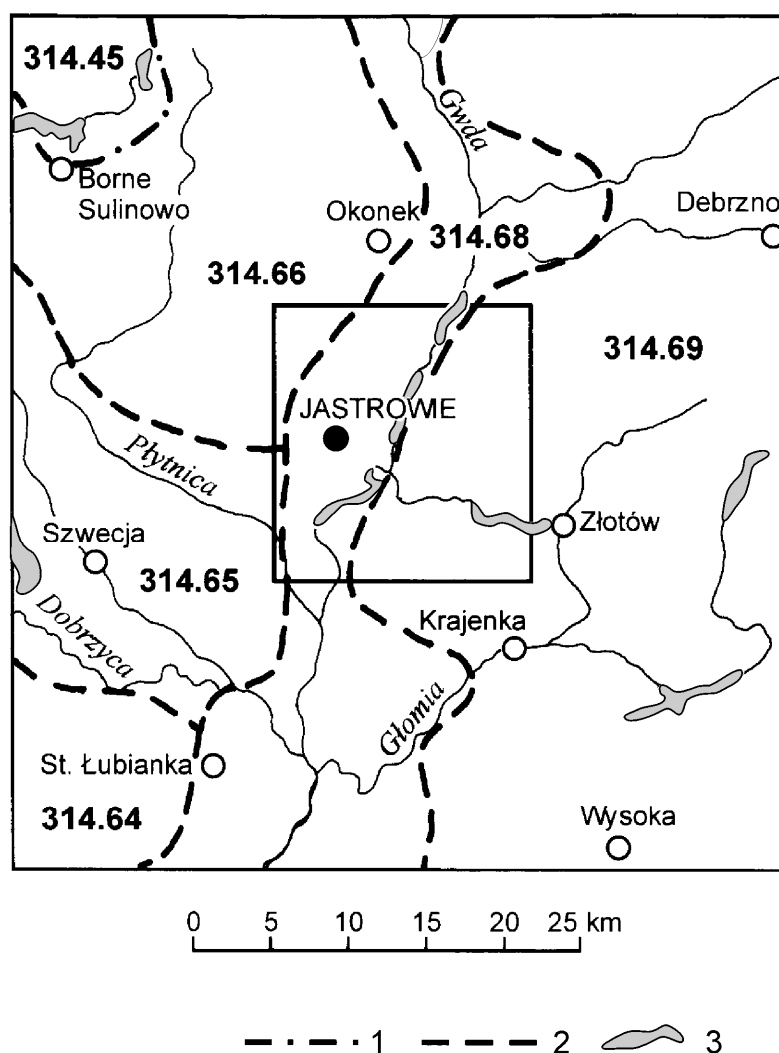 314.45
Gwda
Borne
Sulinowo
Okonek
Debrzno
314.68
314.66
314.69
JASTROWIE
Płytnica
Szwecja
Złotów
314.65
Krajenka
Dobrzyca
Głomia
St. Łubianka
314.64
Wysoka
0 5 10 15 20 25 km
1 2 3